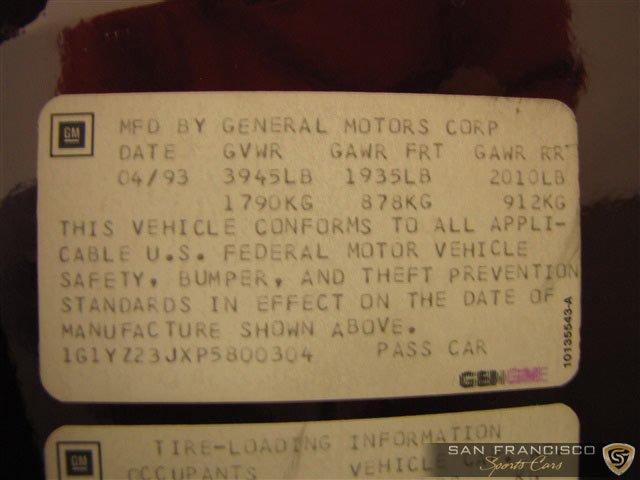 GM
MFD BY GENERAL MOTORS CORP
DATE GVWR GAWR FRT GAWR RR
04/93 3945LB 1935LB 2010LB
1790KG 878KG 912KG
THIS VEHICLE CONFORMS TO ALL APPLI-
CABLE U.S. FEDERAL MOTOR VEHICLE
SAFETY, BUMPER, AND THEFT PREVENTION
STANDARDS IN EFFECT ON THE DATE OF
MANUFACTURE SHOWN ABOVE.
1G1YZ23JXP5800304 PASS CAR
10135543-A
GM
TIRE-LOADING INFORMATION
OCCUPANTS VEHICLE
SAN FRANCISCO
Sports Cars